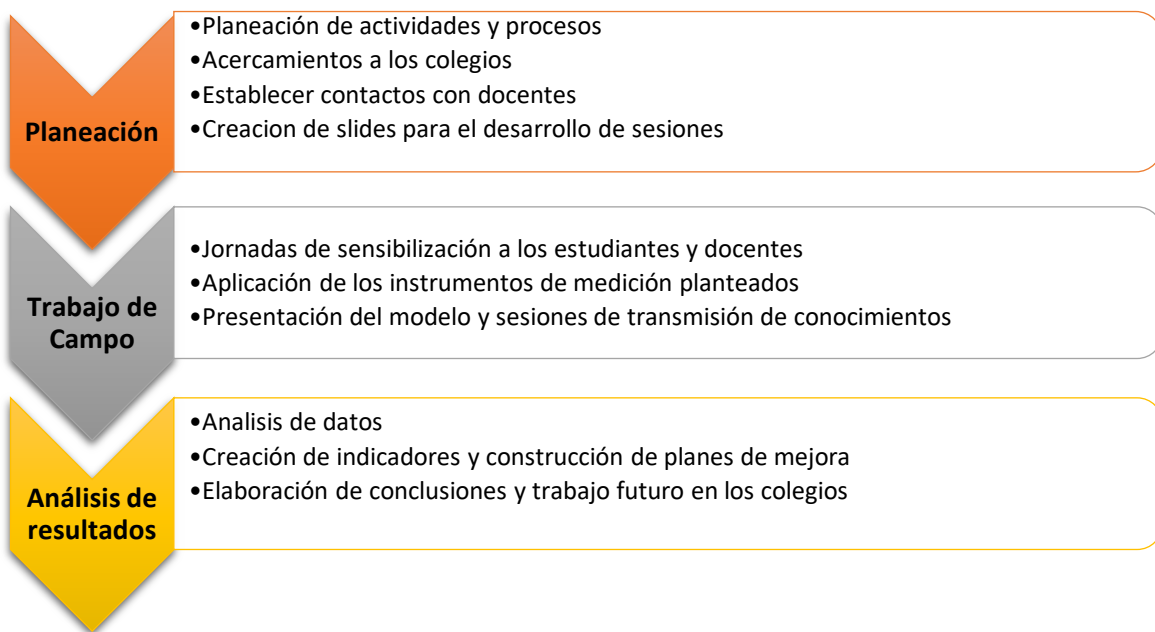 Planeación
•Planeación de actividades y procesos
•Acercamientos a los colegios
•Establecer contactos con docentes
•Creacion de slides para el desarrollo de sesiones
Trabajo de
Campo
•Jornadas de sensibilización a los estudiantes y docentes
•Aplicación de los instrumentos de medición planteados
•Presentación del modelo y sesiones de transmisión de conocimientos
Análisis de
resultados
•Analisis de datos
•Creación de indicadores y construcción de planes de mejora
•Elaboración de conclusiones y trabajo futuro en los colegios